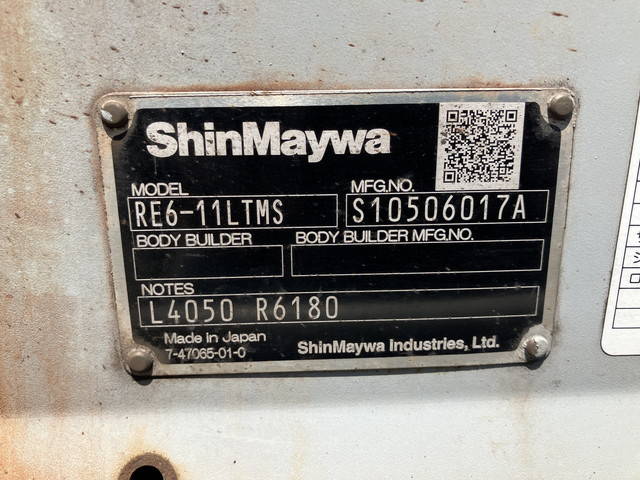 ShinMaywa
MODEL MFG.NO.
RE6-11LTMS S10506017A
BODY BUILDER BODY BUILDER MFG.NO.
NOTES
L4050 R6180
Made in Japan
7-47065-01-0 ShinMaywa Industries, Ltd.